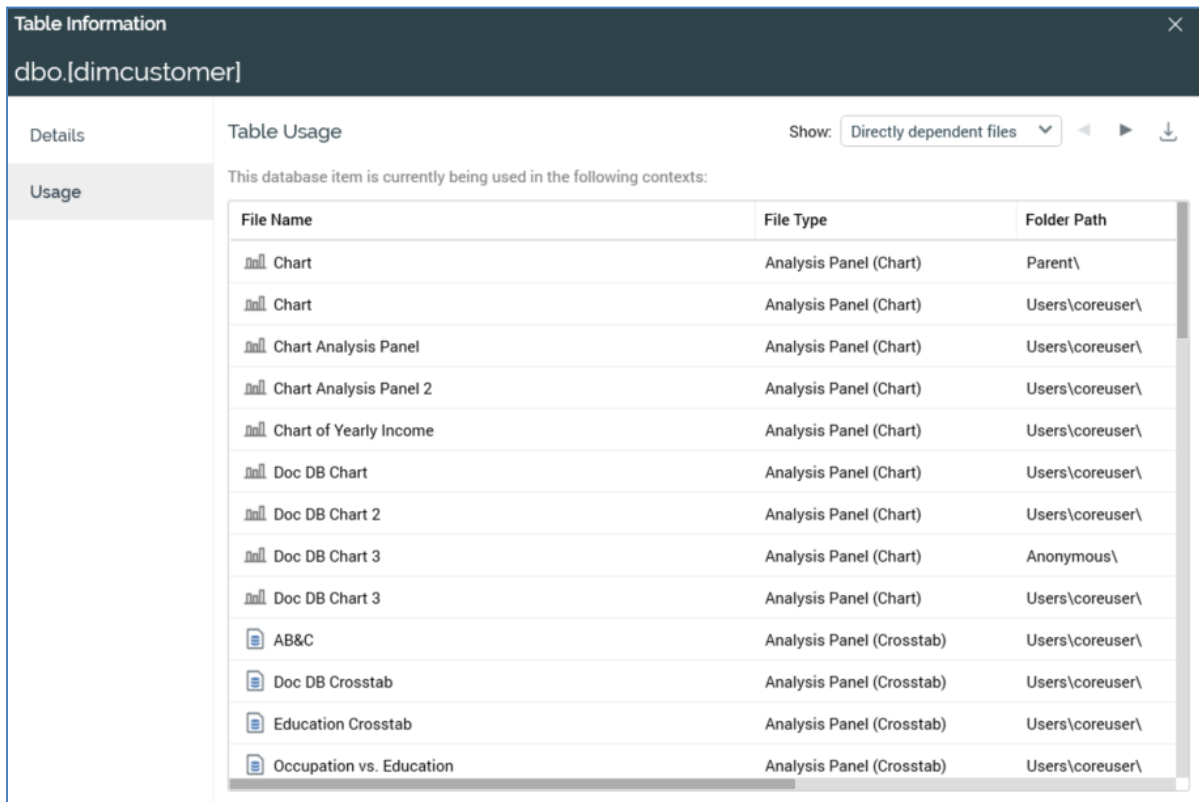 Table Information
dbo.[dimcustomer]
Details
Usage
Table Usage
Show: Directly dependent files
This database item is currently being used in the following contexts:
File Name File Type Folder Path
Chart Analysis Panel (Chart) Parent\
Chart Analysis Panel (Chart) Users\coreuser\
Chart Analysis Panel Analysis Panel (Chart) Users\coreuser\
Chart Analysis Panel 2 Analysis Panel (Chart) Users\coreuser\
Chart of Yearly Income Analysis Panel (Chart) Users\coreuser\
Doc DB Chart Analysis Panel (Chart) Users\coreuser\
Doc DB Chart 2 Analysis Panel (Chart) Users\coreuser\
Doc DB Chart 3 Analysis Panel (Chart) Anonymous\
Doc DB Chart 3 Analysis Panel (Chart) Users\coreuser\
AB&C Analysis Panel (Crosstab) Users\coreuser\
Doc DB Crosstab Analysis Panel (Crosstab) Users\coreuser\
Education Crosstab Analysis Panel (Crosstab) Users\coreuser\
Occupation vs. Education Analysis Panel (Crosstab) Users\coreuser\